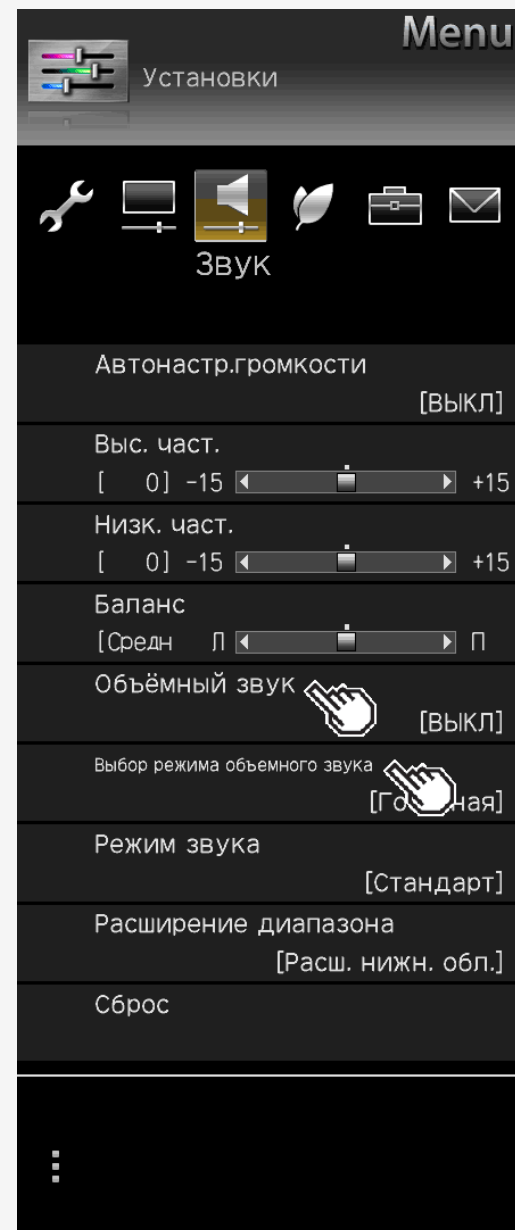 Menu
Установки
Звук
Автонастр.громкости
[ВЫКЛ]
Выс. част.
[ 0] -15 +15
Низк. част.
[ 0] -15 +15
Баланс
[Средн Л П
Объёмный звук
[ВЫКЛ]
Выбор режима объемного звука
Режим звука
[Стандарт]
Расширение диапазона
[Расш. нижн. обл.]
Сброс